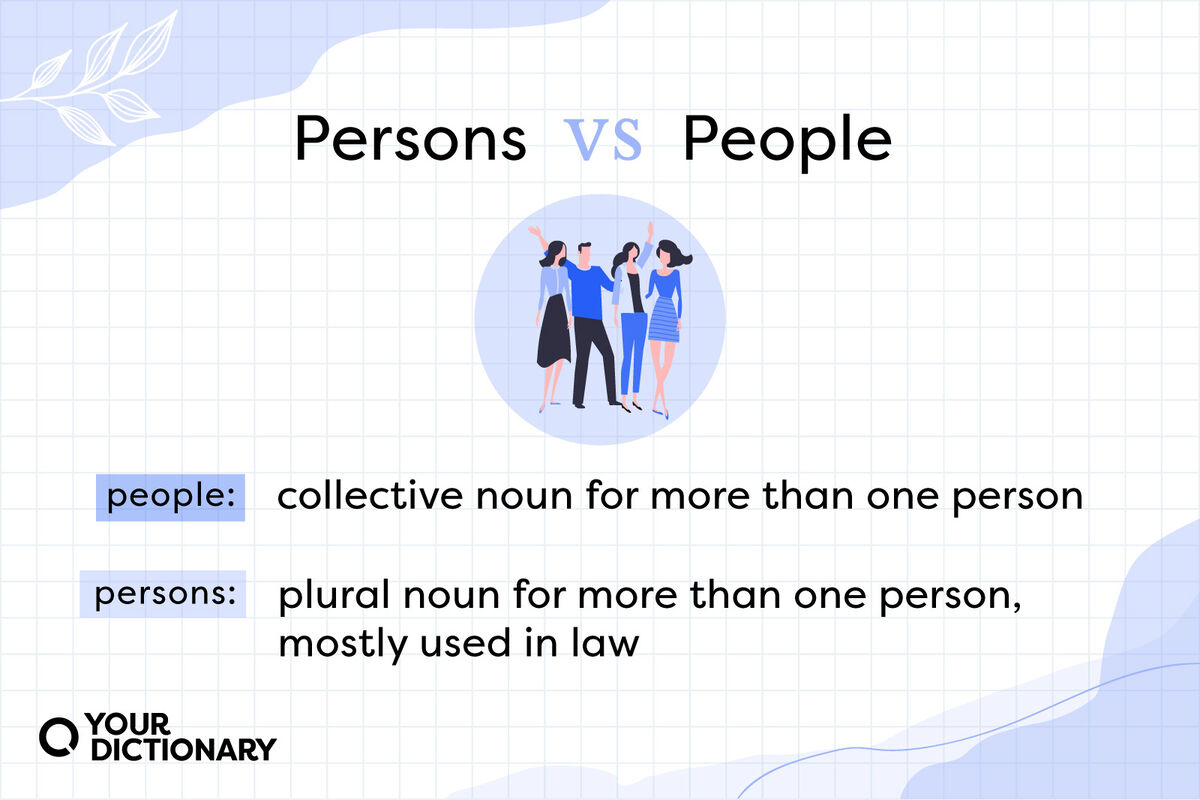 Persons vs People
people: collective noun for more than one person
persons: plural noun for more than one person,
mostly used in law
YOUR
DICTIONARY